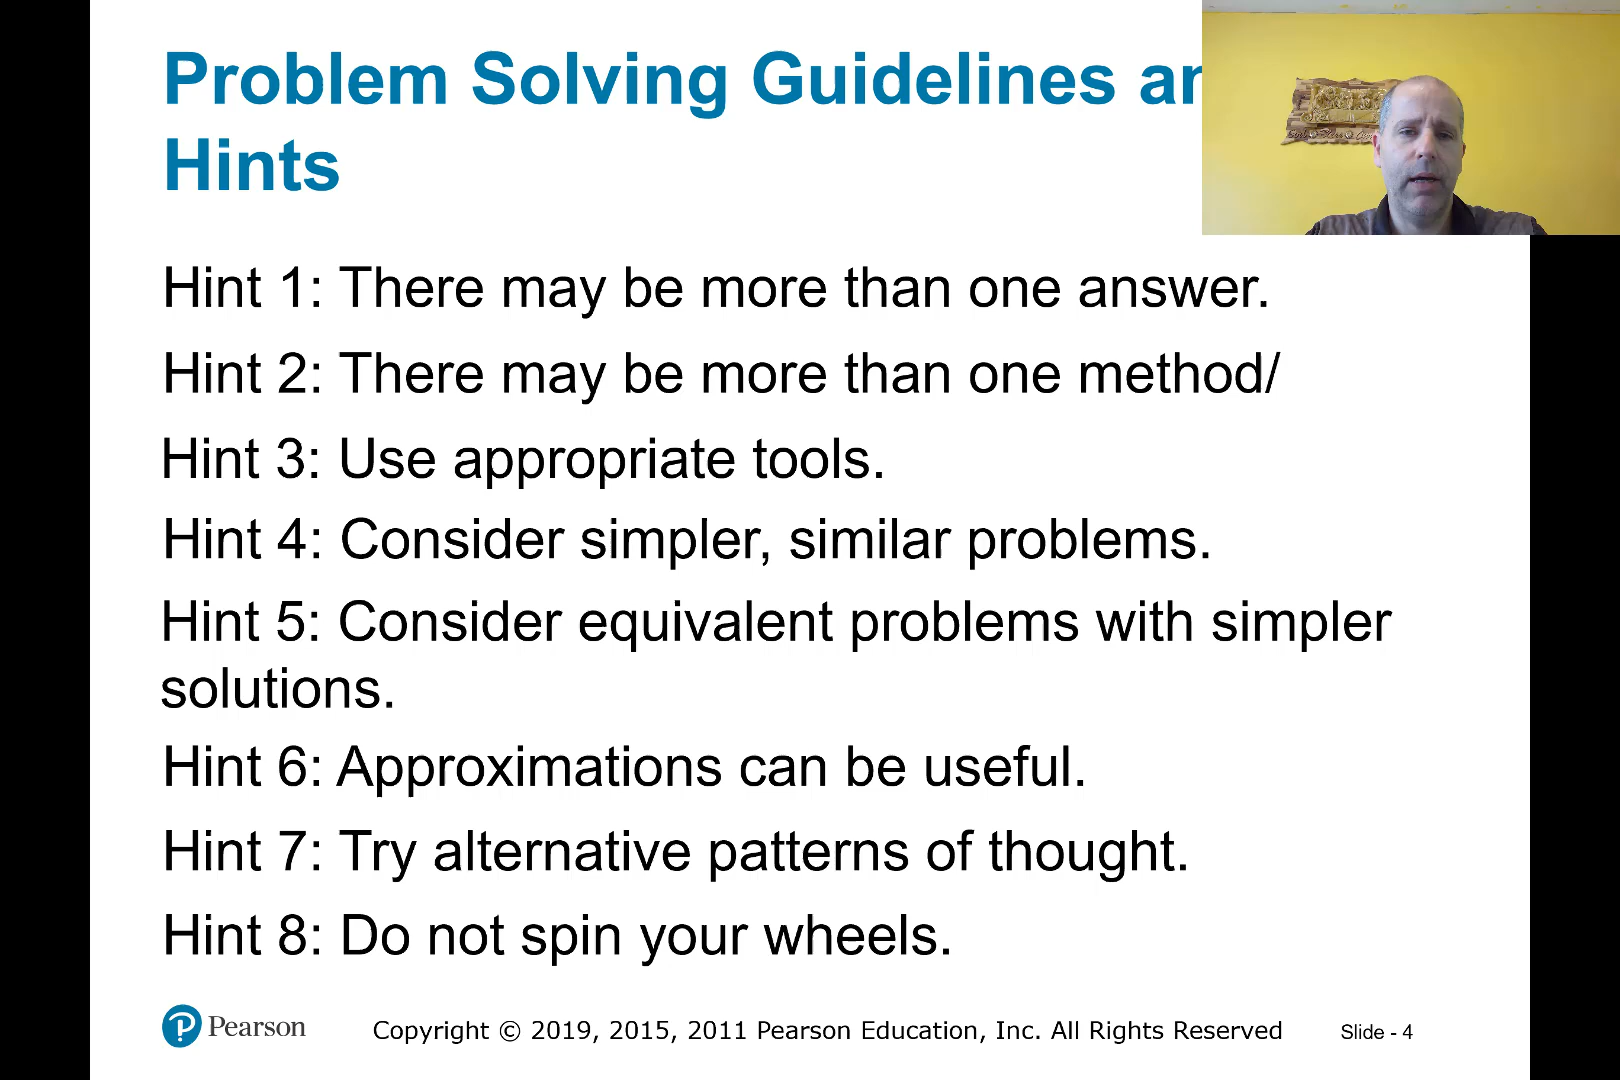 Problem Solving Guidelines an
Hints
Hint 1: There may be more than one answer.
Hint 2: There may be more than one method/
Hint 3: Use appropriate tools.
Hint 4: Consider simpler, similar problems.
Hint 5: Consider equivalent problems with simpler
solutions.
Hint 6: Approximations can be useful.
Hint 7: Try alternative patterns of thought.
Hint 8: Do not spin your wheels.
Pearson
Copyright © 2019, 2015, 2011 Pearson Education, Inc. All Rights Reserved
Slide - 4